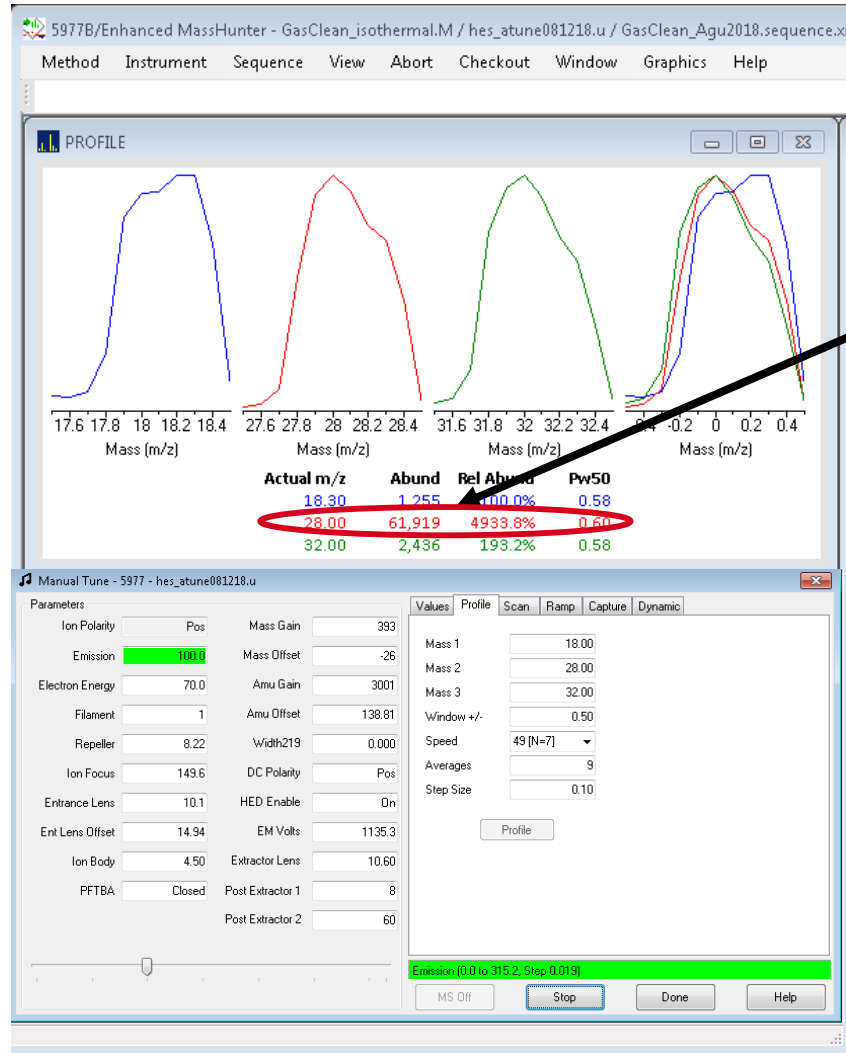 5977B/Enhanced MassHunter - GasClean_isothermal.M / hes_atune081218.u / GasClean_Agu2018.sequence.x
Method Instrument Sequence View Abort Checkout Window Graphics Help
PROFILE
17.6 17.8 18 18.2 18.4 27.6 27.8 28 28.2 28.4 31.6 31.8 32 32.2 32.4 -0.4 -0.2 0 0.2 0.4
Mass (m/z) Mass (m/z) Mass (m/z) Mass (m/z)
Actual m/z Abund Rel Abund Pw50
18.30 1,255 100.0% 0.58
28.00 61,919 4933.8% 0.60
32.00 2,436 193.2% 0.58
Manual Tune - 5977 - hes_atune081218.u
Parameters Values Profile Scan Ramp Capture Dynamic
Ion Polarity Pos Mass Gain 393
Mass 1 18.00
Emission 100.0 Mass Offset -26
Mass 2 28.00
Electron Energy 70.0 Amu Gain 3001
Mass 3 32.00
Filament 1 Amu Offset 138.81
Window +/- 0.50
Repeller 8.22 Width219 0.000
Speed 49 [N=7]
Ion Focus 149.6 DC Polarity Pos
Averages 9
Entrance Lens 10.1 HED Enable On
Step Size 0.10
Ent Lens Offset 14.94 EM Volts 1135.3
Profile
Ion Body 4.50 Extractor Lens 10.60
PFTBA Closed Post Extractor 1 8
Post Extractor 2 60
Emission (0.0 to 315.2, Step 0.019)
MS Off Stop Done Help